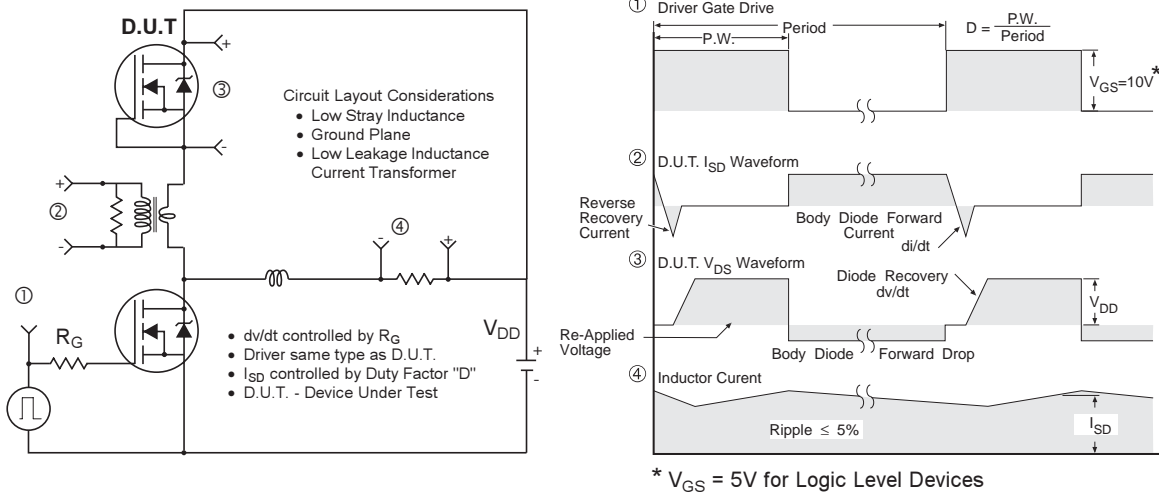 D.U.T
+
③
-
Circuit Layout Considerations
• Low Stray Inductance
• Ground Plane
• Low Leakage Inductance
Current Transformer
+
②
-
④
-
+
①
R_G
• dv/dt controlled by R_G
• Driver same type as D.U.T.
• I_SD controlled by Duty Factor "D"
• D.U.T. - Device Under Test
V_DD
+
-
① Driver Gate Drive
Period
P.W.
D = P.W. / Period
V_GS=10V *
② D.U.T. I_SD Waveform
Reverse
Recovery
Current
Body Diode Forward
Current
di/dt
③ D.U.T. V_DS Waveform
Diode Recovery
dv/dt
V_DD
Re-Applied
Voltage
Body Diode Forward Drop
④ Inductor Curent
Ripple ≤ 5%
I_SD
* V_GS = 5V for Logic Level Devices